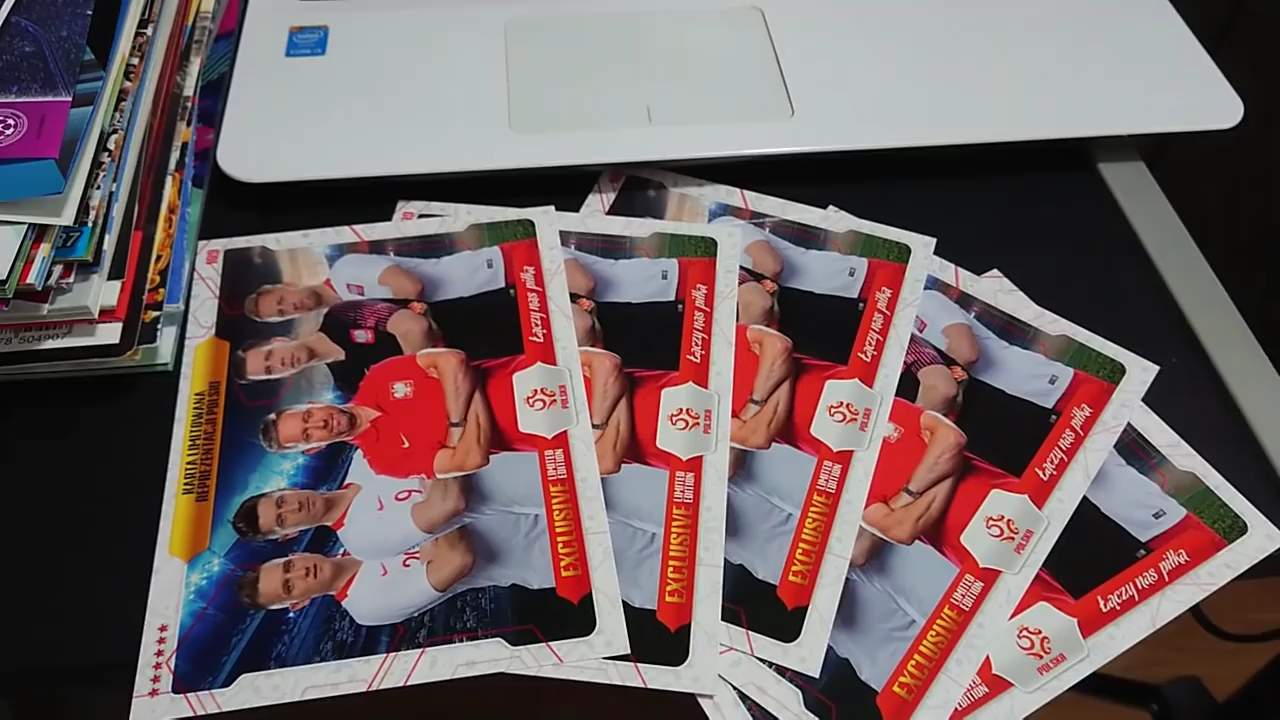 KARTA LIMITOWANA
REPREZENTACJI POLSKI
Łączy nas piłka
POLSKA
EXCLUSIVE
LIMITED
EDITION
9
Łączy nas piłka
POLSKA
EXCLUSIVE
LIMITED
EDITION
Łączy nas piłka
POLSKA
EXCLUSIVE
LIMITED
EDITION
Łączy nas piłka
POLSKA
EXCLUSIVE
LIMITED
EDITION
Łączy nas piłka
POLSKA
LIMITED
EDITION
78 504907